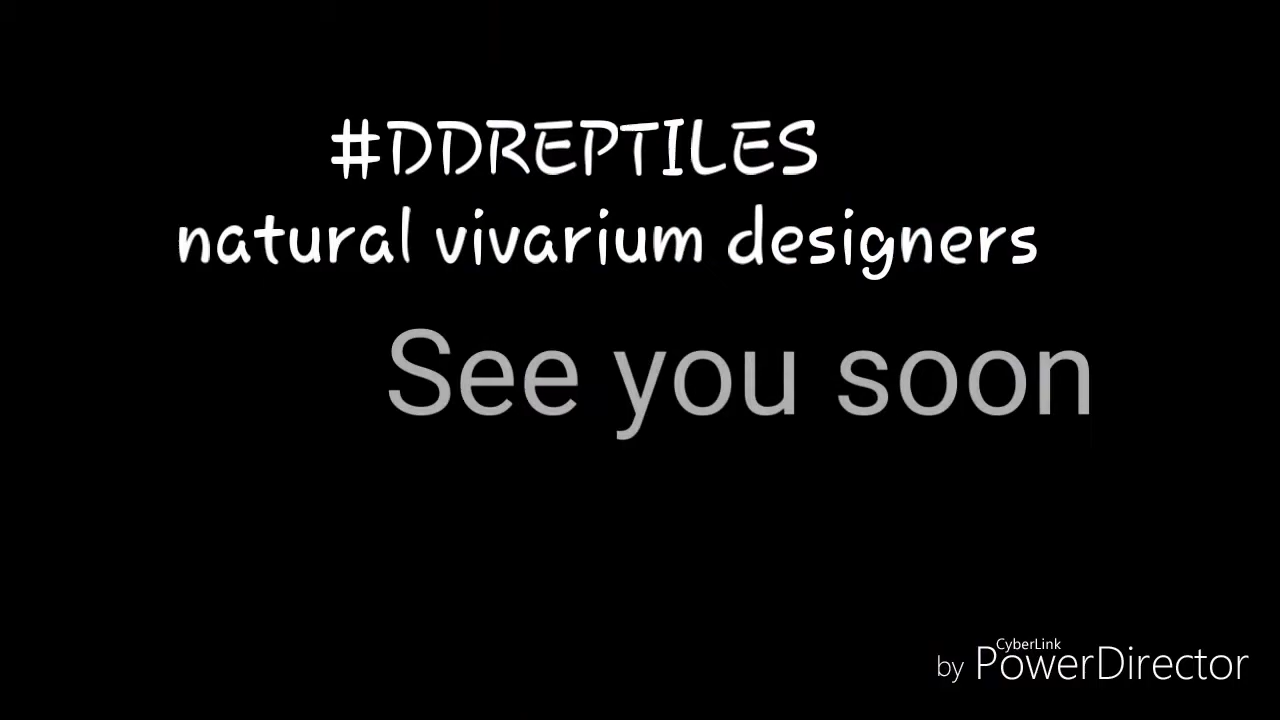 #DDREPTILES
natural vivarium designers
See you soon
CyberLink
by PowerDirector